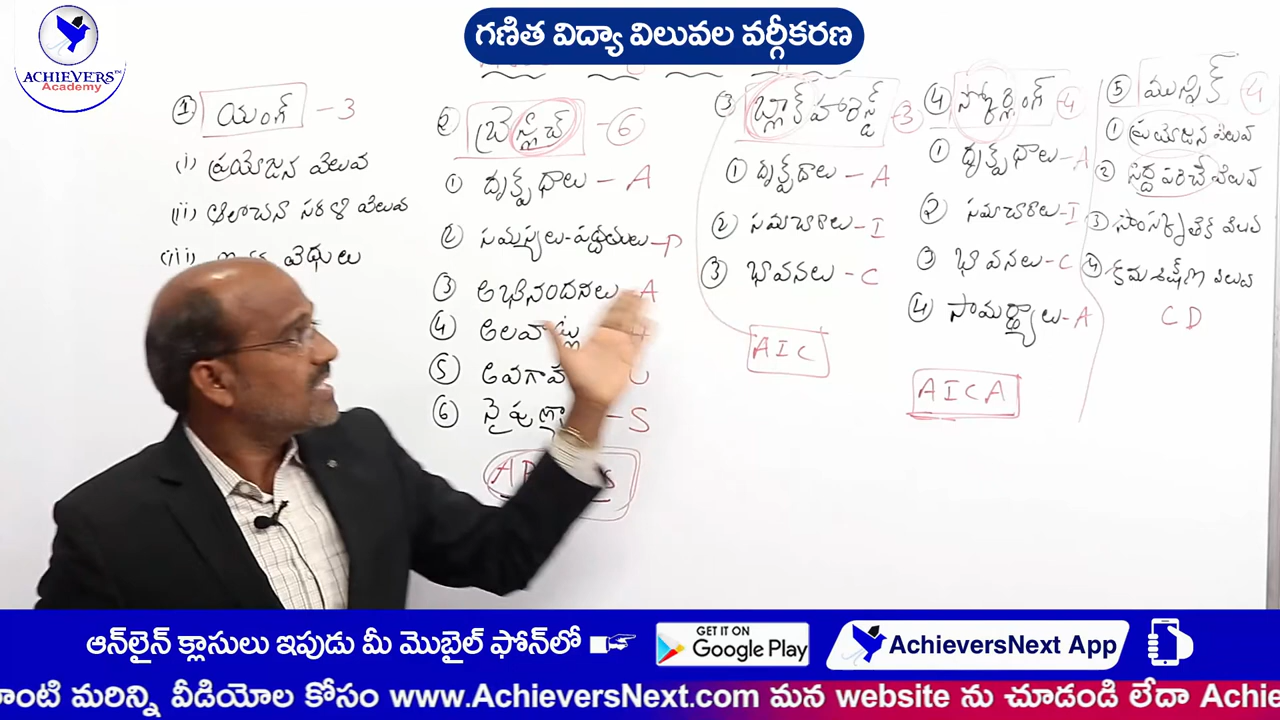 ACHIEVERS™
Academy
గణిత విద్యా విలువల వర్గీకరణ
① యంగ్ - 3
(i) ప్రయోజన విలువ
(ii) ఆలోచనా సరళి విలువ
(iii) విధులు
② బ్రెస్లిచ్ - 6
① దృక్పథాలు - A
② సమస్యలు-పద్ధతులు - P
③ అభినందనలు - A
④ అలవాట్లు
⑤ అవగాహ
⑥ నైపుణ్యా - S
③ బ్లాక్ హారెస్ట్ - 3
① దృక్పథాలు - A
② సమాచారాలు - I
③ భావనలు - C
AIC
④ స్కోర్లింగ్ - 4
① దృక్పథాలు - A
② సమాచారాలు - I
③ భావనలు - C
④ సామర్థ్యాలు - A
AICA
⑤ మున్నిక్ 4
① ప్రయోజన విలువ
② సిద్ధపరిచే విలువ
③ సాంస్కృతిక విలువ
④ క్రమశిక్షణ విలువ
CD
ఆన్‌లైన్ క్లాసులు ఇపుడు మీ మొబైల్ ఫోన్‌లో
GET IT ON
Google Play
AchieversNext App
ాంటి మరిన్ని వీడియోల కోసం www.AchieversNext.com మన website ను చూడండి లేదా Achie